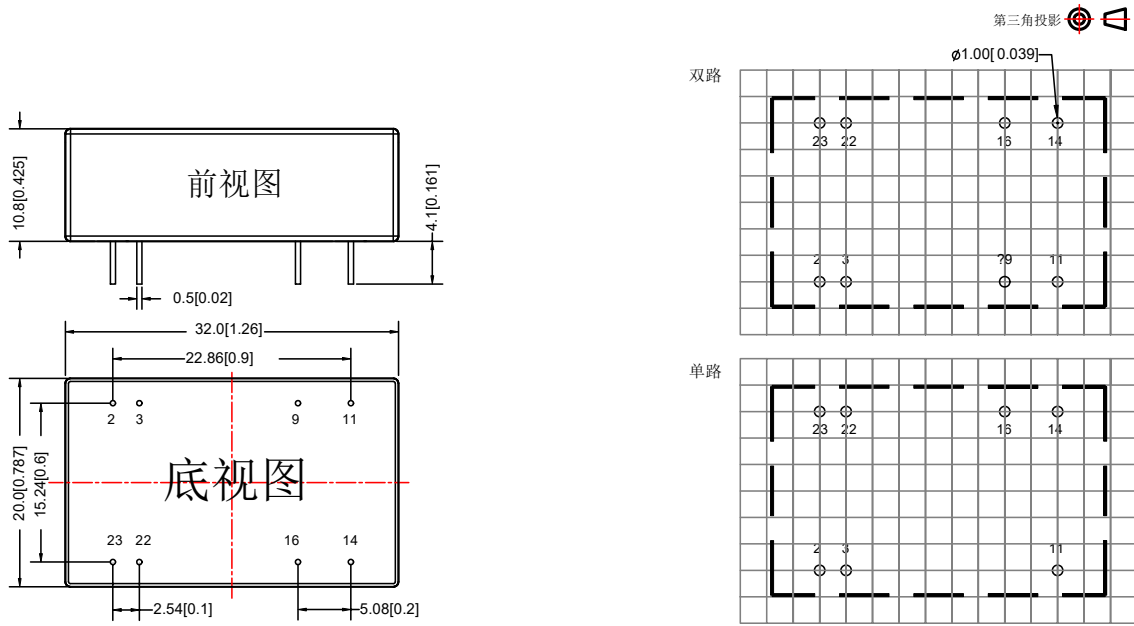 第三角投影
ø1.00[ 0.039]
双路
23 22 16 14
2 3 ?9 11
单路
23 22 16 14
2 3 11
前视图
10.8[0.425]
4.1[0.161]
0.5[0.02]
32.0[1.26]
22.86[0.9]
2 3 9 11
底视图
20.0[0.787]
15.24[0.6]
23 22 16 14
2.54[0.1]
5.08[0.2]